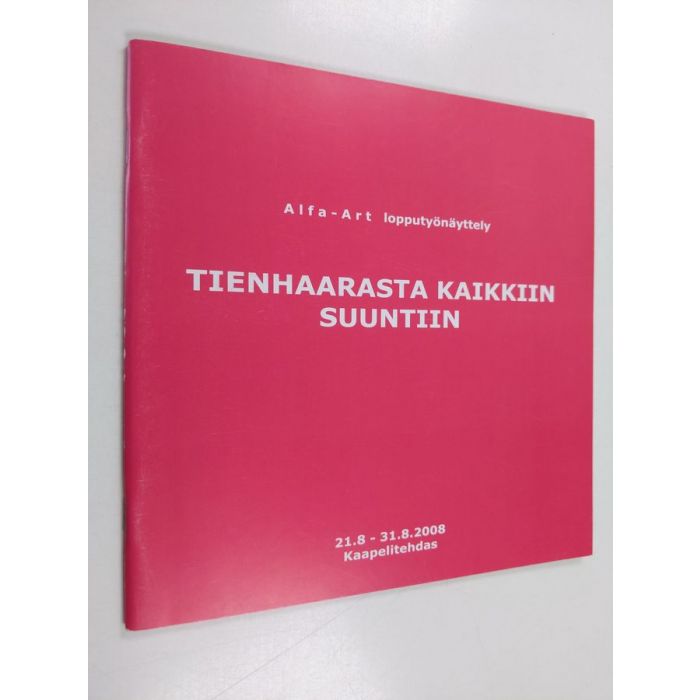 Alfa-Art lopputyönäyttely
TIENHAARASTA KAIKKIIN
SUUNTIIN
21.8 - 31.8.2008
Kaapelitehdas